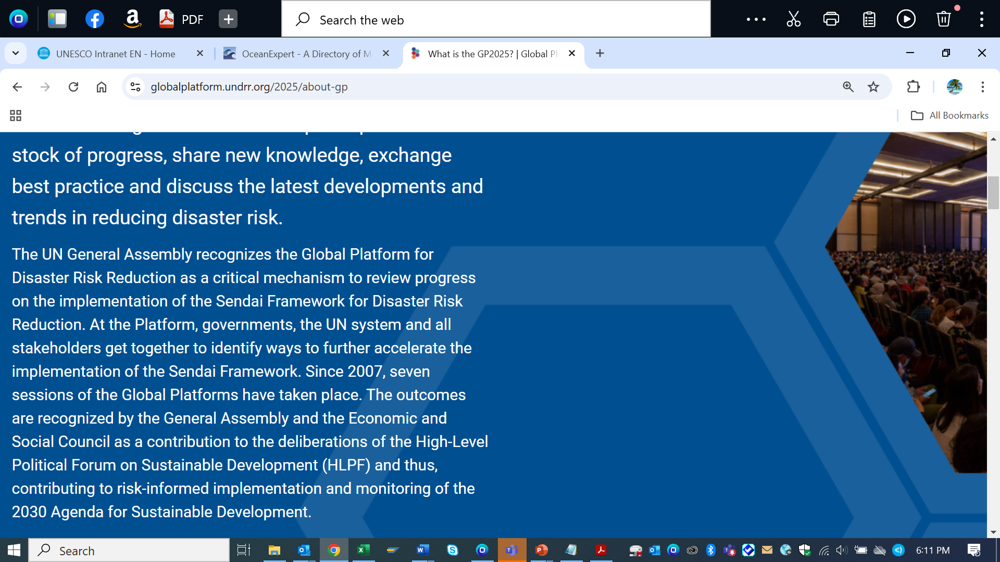 PDF
Search the web
UNESCO Intranet EN - Home
OceanExpert - A Directory of M
What is the GP2025? | Global Pl
globalplatform.undrr.org/2025/about-gp
All Bookmarks
stock of progress, share new knowledge, exchange
best practice and discuss the latest developments and
trends in reducing disaster risk.
The UN General Assembly recognizes the Global Platform for
Disaster Risk Reduction as a critical mechanism to review progress
on the implementation of the Sendai Framework for Disaster Risk
Reduction. At the Platform, governments, the UN system and all
stakeholders get together to identify ways to further accelerate the
implementation of the Sendai Framework. Since 2007, seven
sessions of the Global Platforms have taken place. The outcomes
are recognized by the General Assembly and the Economic and
Social Council as a contribution to the deliberations of the High-Level
Political Forum on Sustainable Development (HLPF) and thus,
contributing to risk-informed implementation and monitoring of the
2030 Agenda for Sustainable Development.
Search
6:11 PM